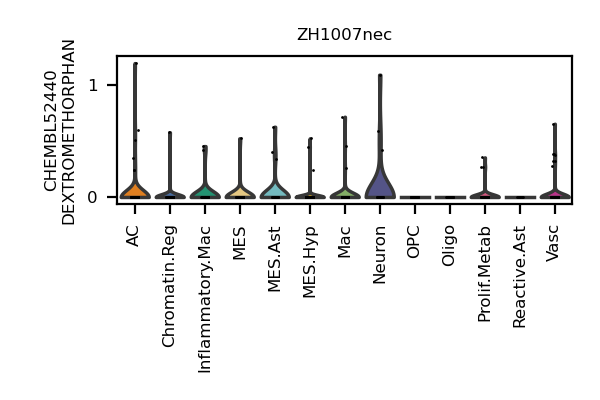 ZH1007nec
CHEMBL52440
DEXTROMETHORPHAN
1
0
AC
Chromatin.Reg
Inflammatory.Mac
MES
MES.Ast
MES.Hyp
Mac
Neuron
OPC
Oligo
Prolif.Metab
Reactive.Ast
Vasc